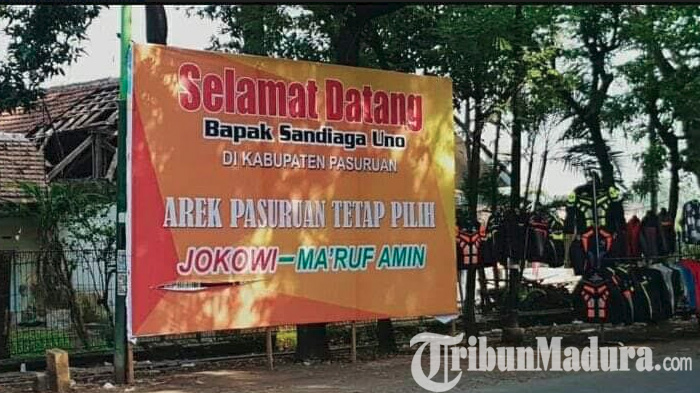 Selamat Datang
Bapak Sandiaga Uno
DI KABUPATEN PASURUAN
AREK PASURUAN TETAP PILIH
JOKOWI – MA'RUF AMIN
TribunMadura.com